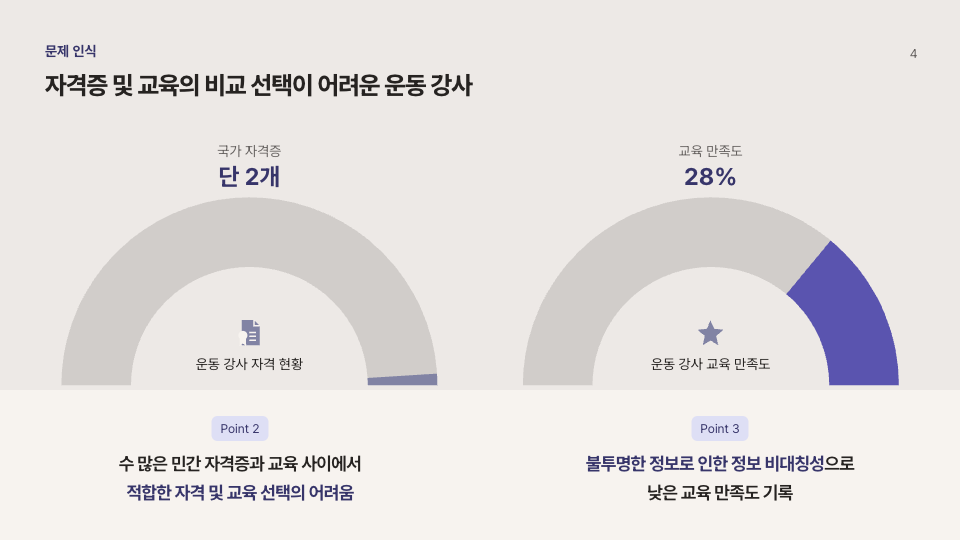 문제 인식
4
자격증 및 교육의 비교 선택이 어려운 운동 강사
국가 자격증
단 2개
운동 강사 자격 현황
교육 만족도
28%
운동 강사 교육 만족도
Point 2
수 많은 민간 자격증과 교육 사이에서
적합한 자격 및 교육 선택의 어려움
Point 3
불투명한 정보로 인한 정보 비대칭성으로
낮은 교육 만족도 기록